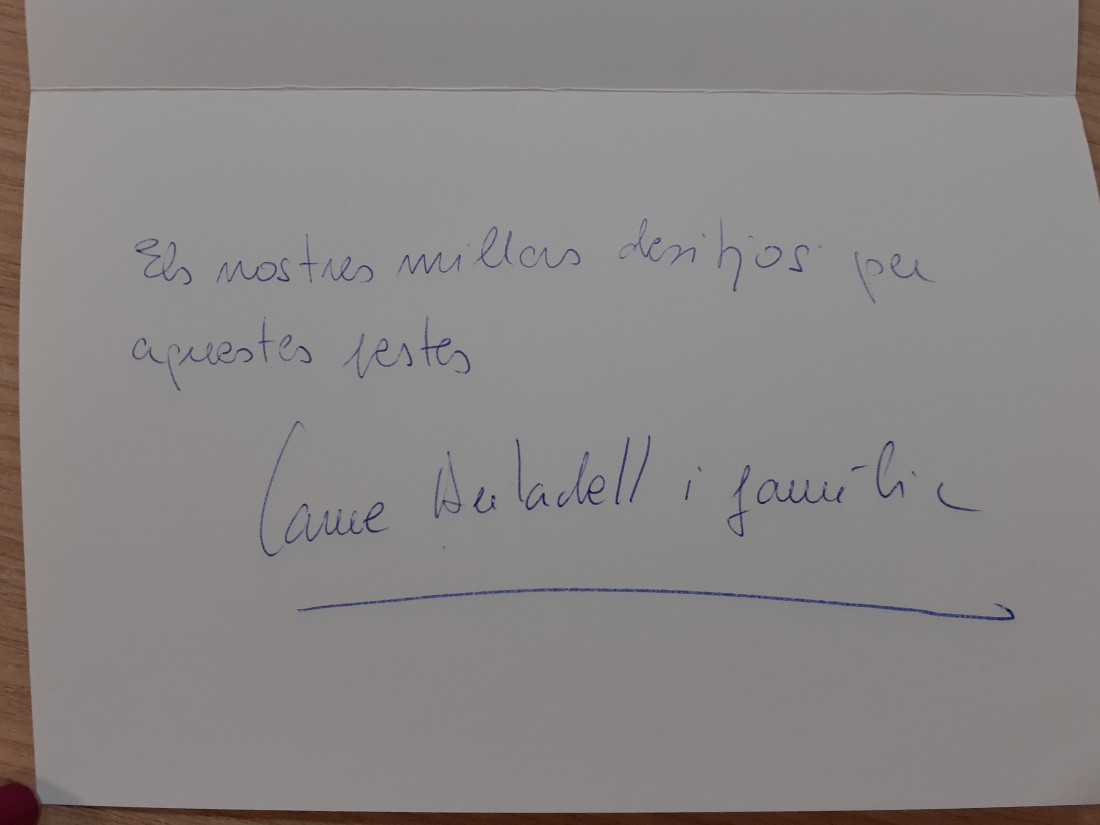 Els nostres millors desitjos per
aquestes festes
Carme i família